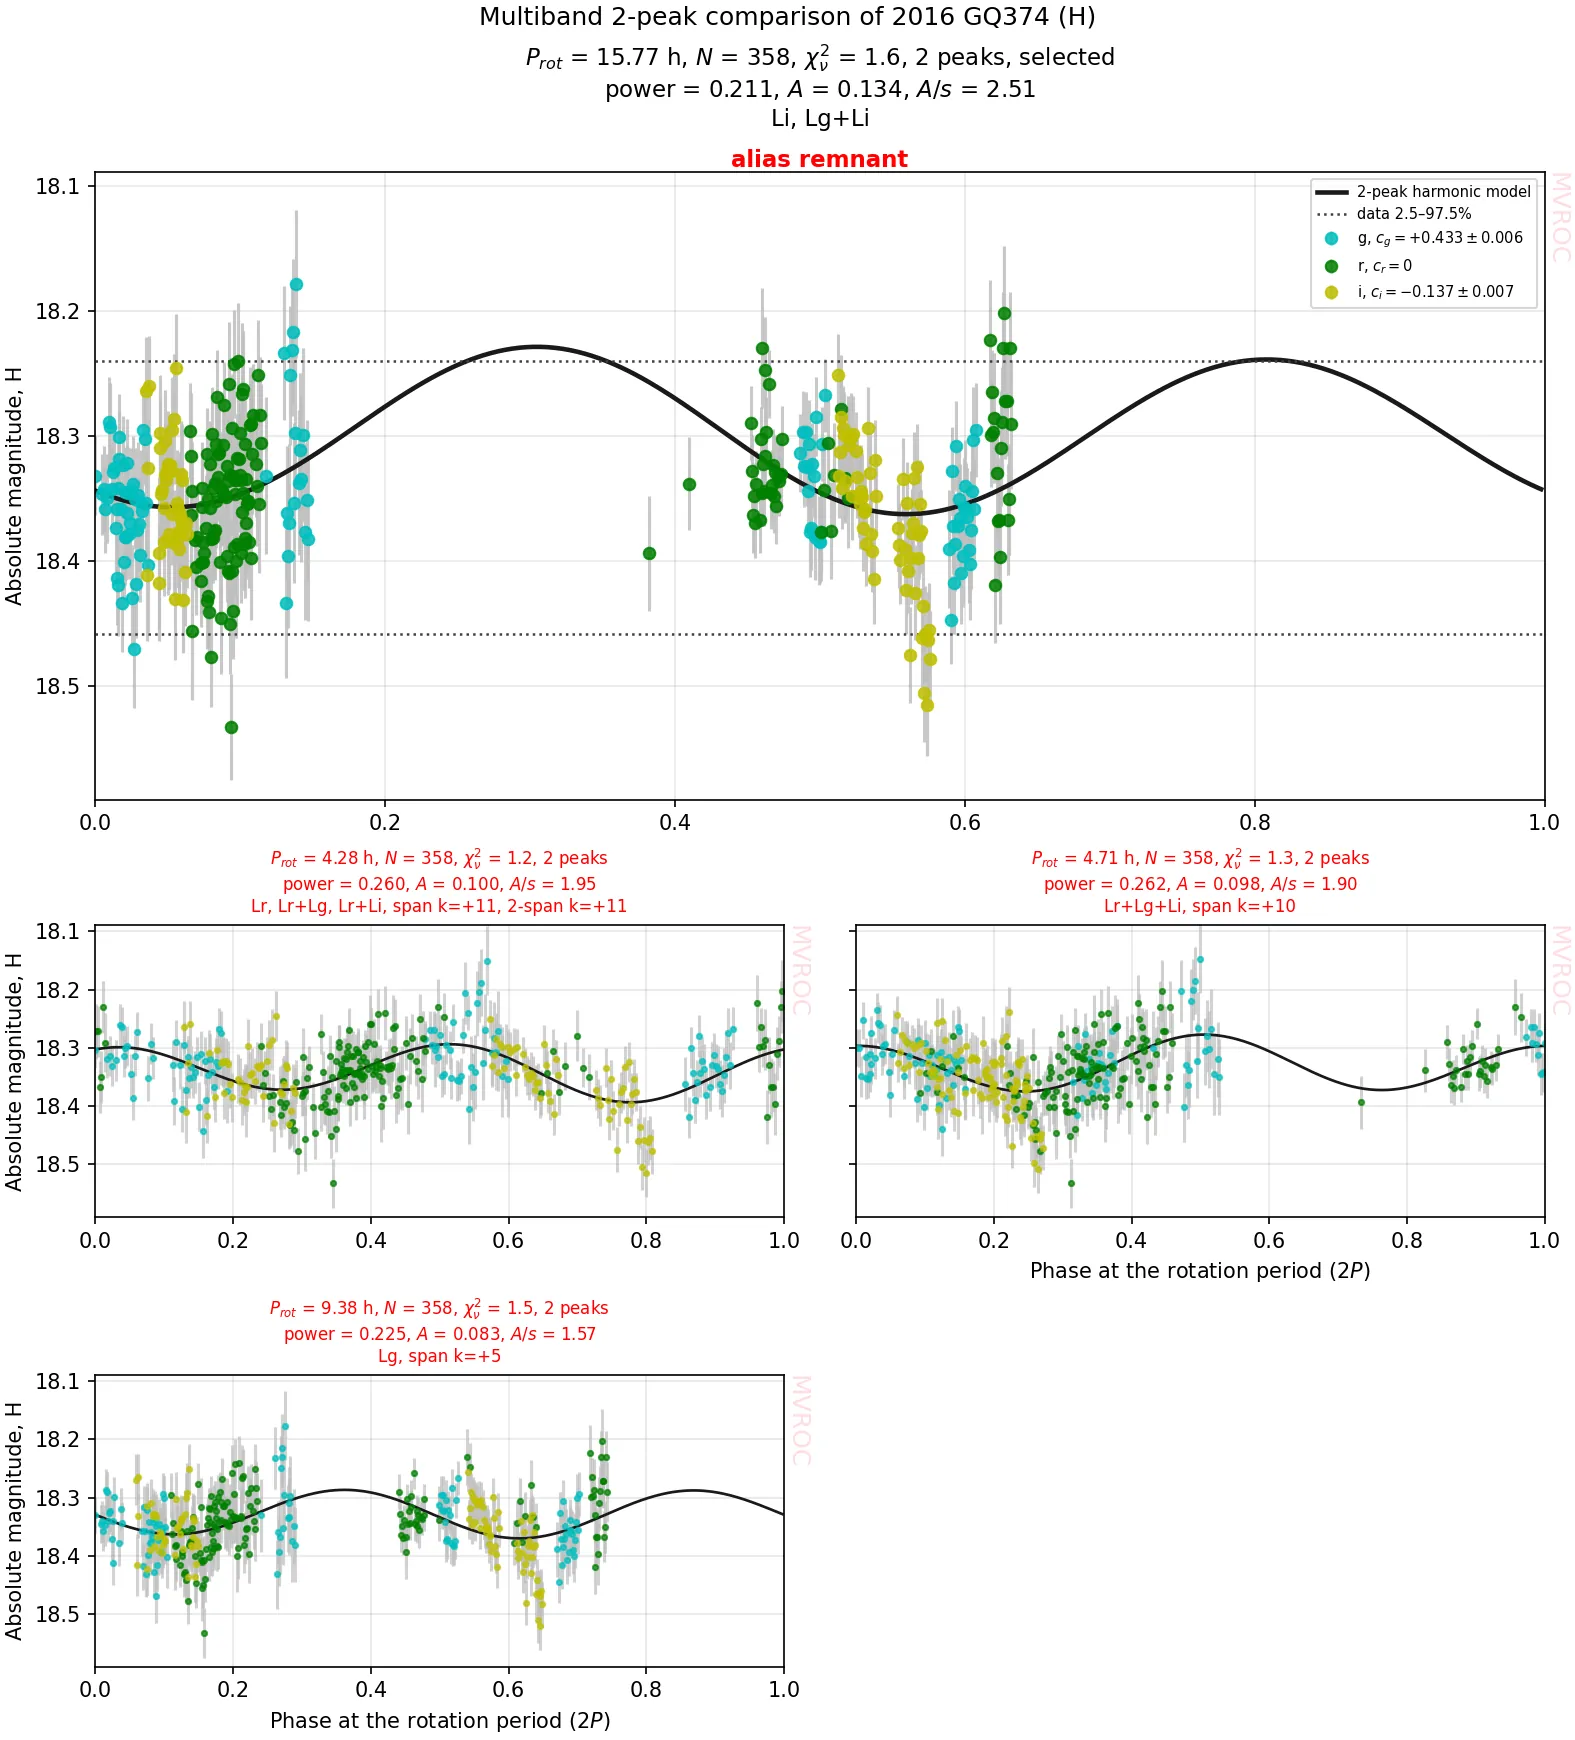 Multiband 2-peak comparison of 2016 GQ374 (H)
P_rot = 15.77 h, N = 358, χ²_ν = 1.6, 2 peaks, selected
power = 0.211, A = 0.134, A/s = 2.51
Li, Lg+Li
alias remnant
2-peak harmonic model
data 2.5–97.5%
g, c_g = +0.433 ± 0.006
r, c_r = 0
i, c_i = −0.137 ± 0.007
MVROC
Absolute magnitude, H
18.1
18.2
18.3
18.4
18.5
0.0 0.2 0.4 0.6 0.8 1.0
P_rot = 4.28 h, N = 358, χ²_ν = 1.2, 2 peaks
power = 0.260, A = 0.100, A/s = 1.95
Lr, Lr+Lg, Lr+Li, span k=+11, 2-span k=+11
MVROC
Absolute magnitude, H
18.1
18.2
18.3
18.4
18.5
0.0 0.2 0.4 0.6 0.8 1.0
P_rot = 4.71 h, N = 358, χ²_ν = 1.3, 2 peaks
power = 0.262, A = 0.098, A/s = 1.90
Lr+Lg+Li, span k=+10
MVROC
0.0 0.2 0.4 0.6 0.8 1.0
Phase at the rotation period (2P)
P_rot = 9.38 h, N = 358, χ²_ν = 1.5, 2 peaks
power = 0.225, A = 0.083, A/s = 1.57
Lg, span k=+5
MVROC
Absolute magnitude, H
18.1
18.2
18.3
18.4
18.5
0.0 0.2 0.4 0.6 0.8 1.0
Phase at the rotation period (2P)